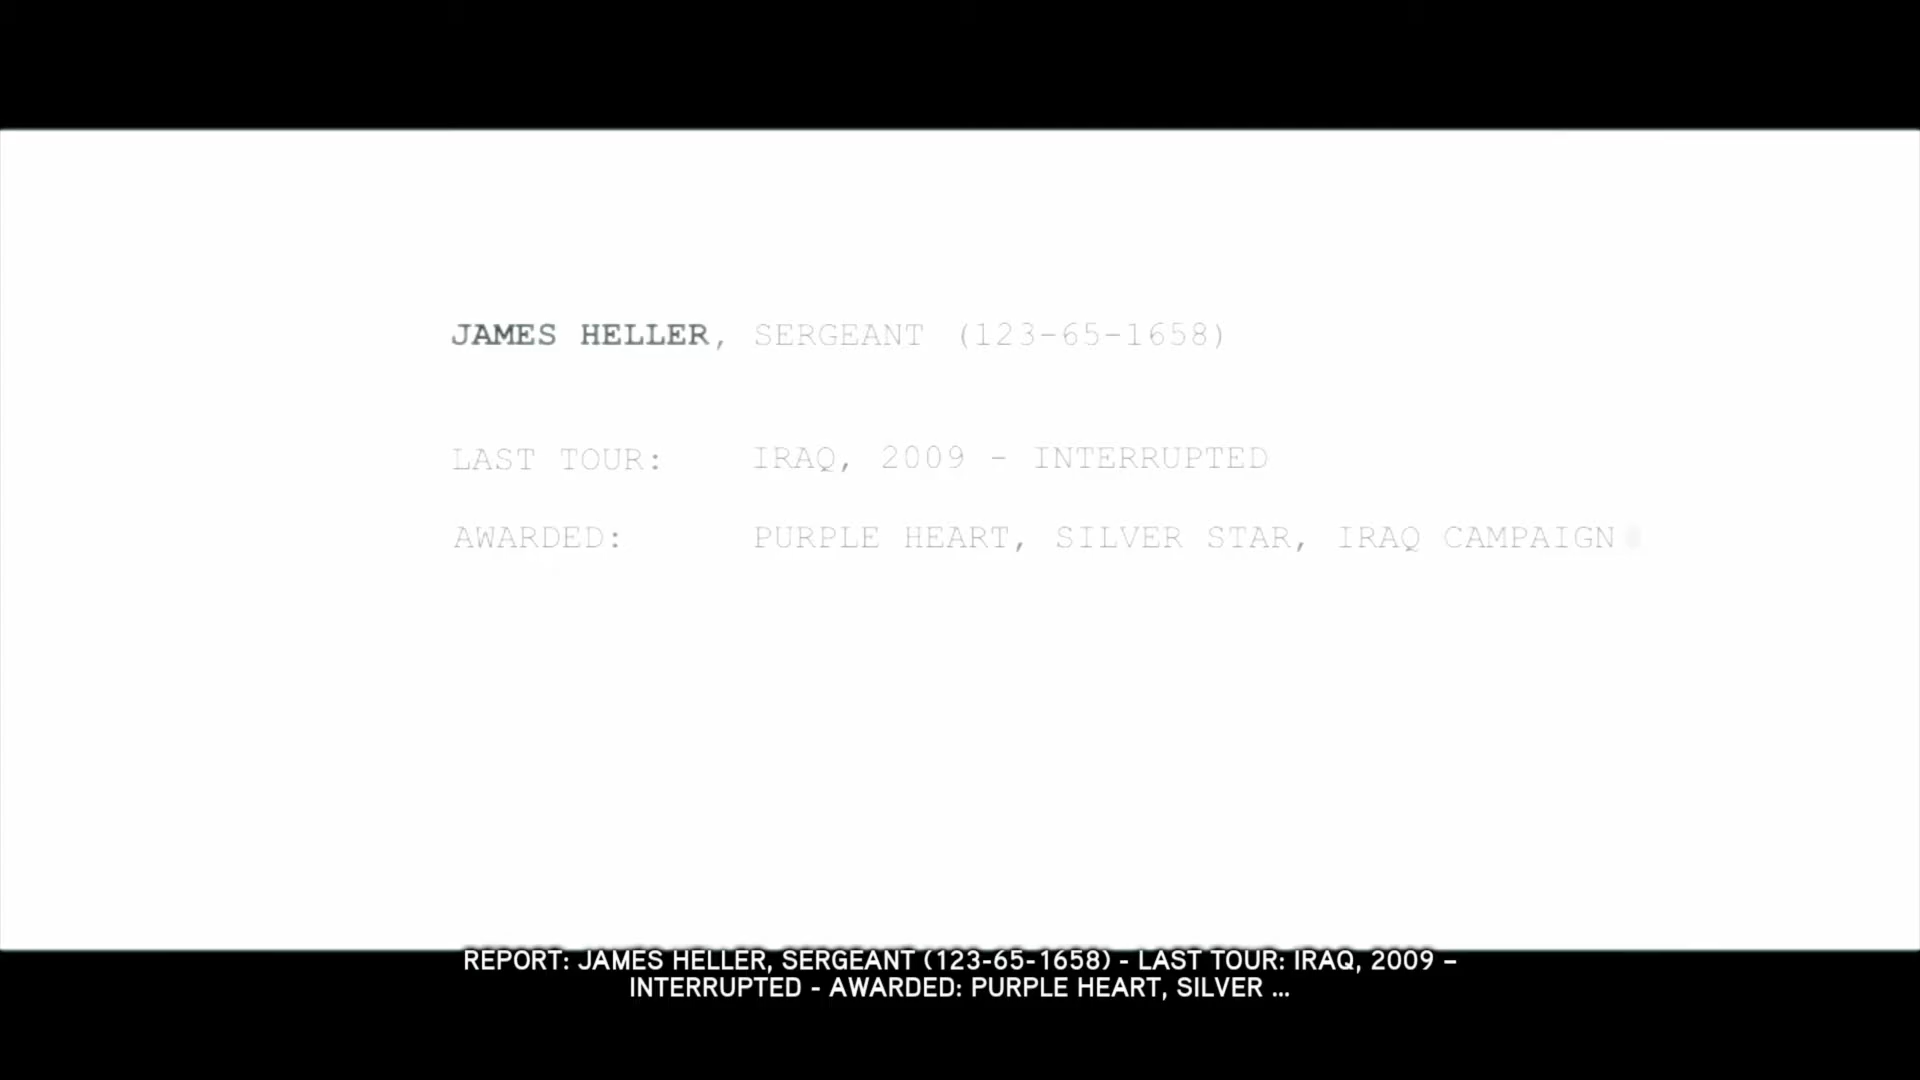 JAMES HELLER, SERGEANT (123-65-1658)
LAST TOUR: IRAQ, 2009 - INTERRUPTED
AWARDED: PURPLE HEART, SILVER STAR, IRAQ CAMPAIGN
REPORT: JAMES HELLER, SERGEANT (123-65-1658) - LAST TOUR: IRAQ, 2009 –
INTERRUPTED - AWARDED: PURPLE HEART, SILVER ...